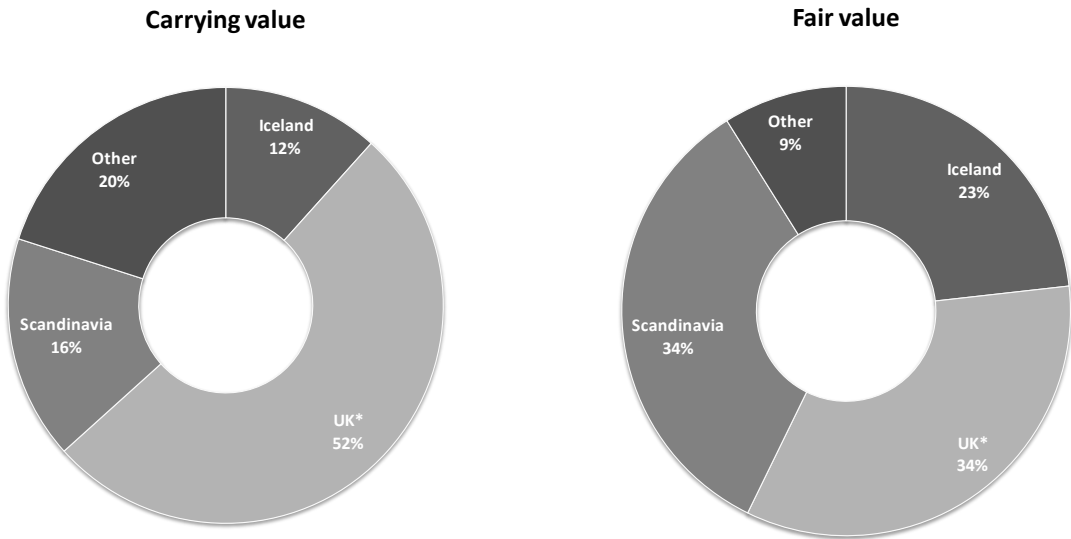 Carrying value
Iceland
12%
UK*
52%
Scandinavia
16%
Other
20%
Fair value
Iceland
23%
UK*
34%
Scandinavia
34%
Other
9%